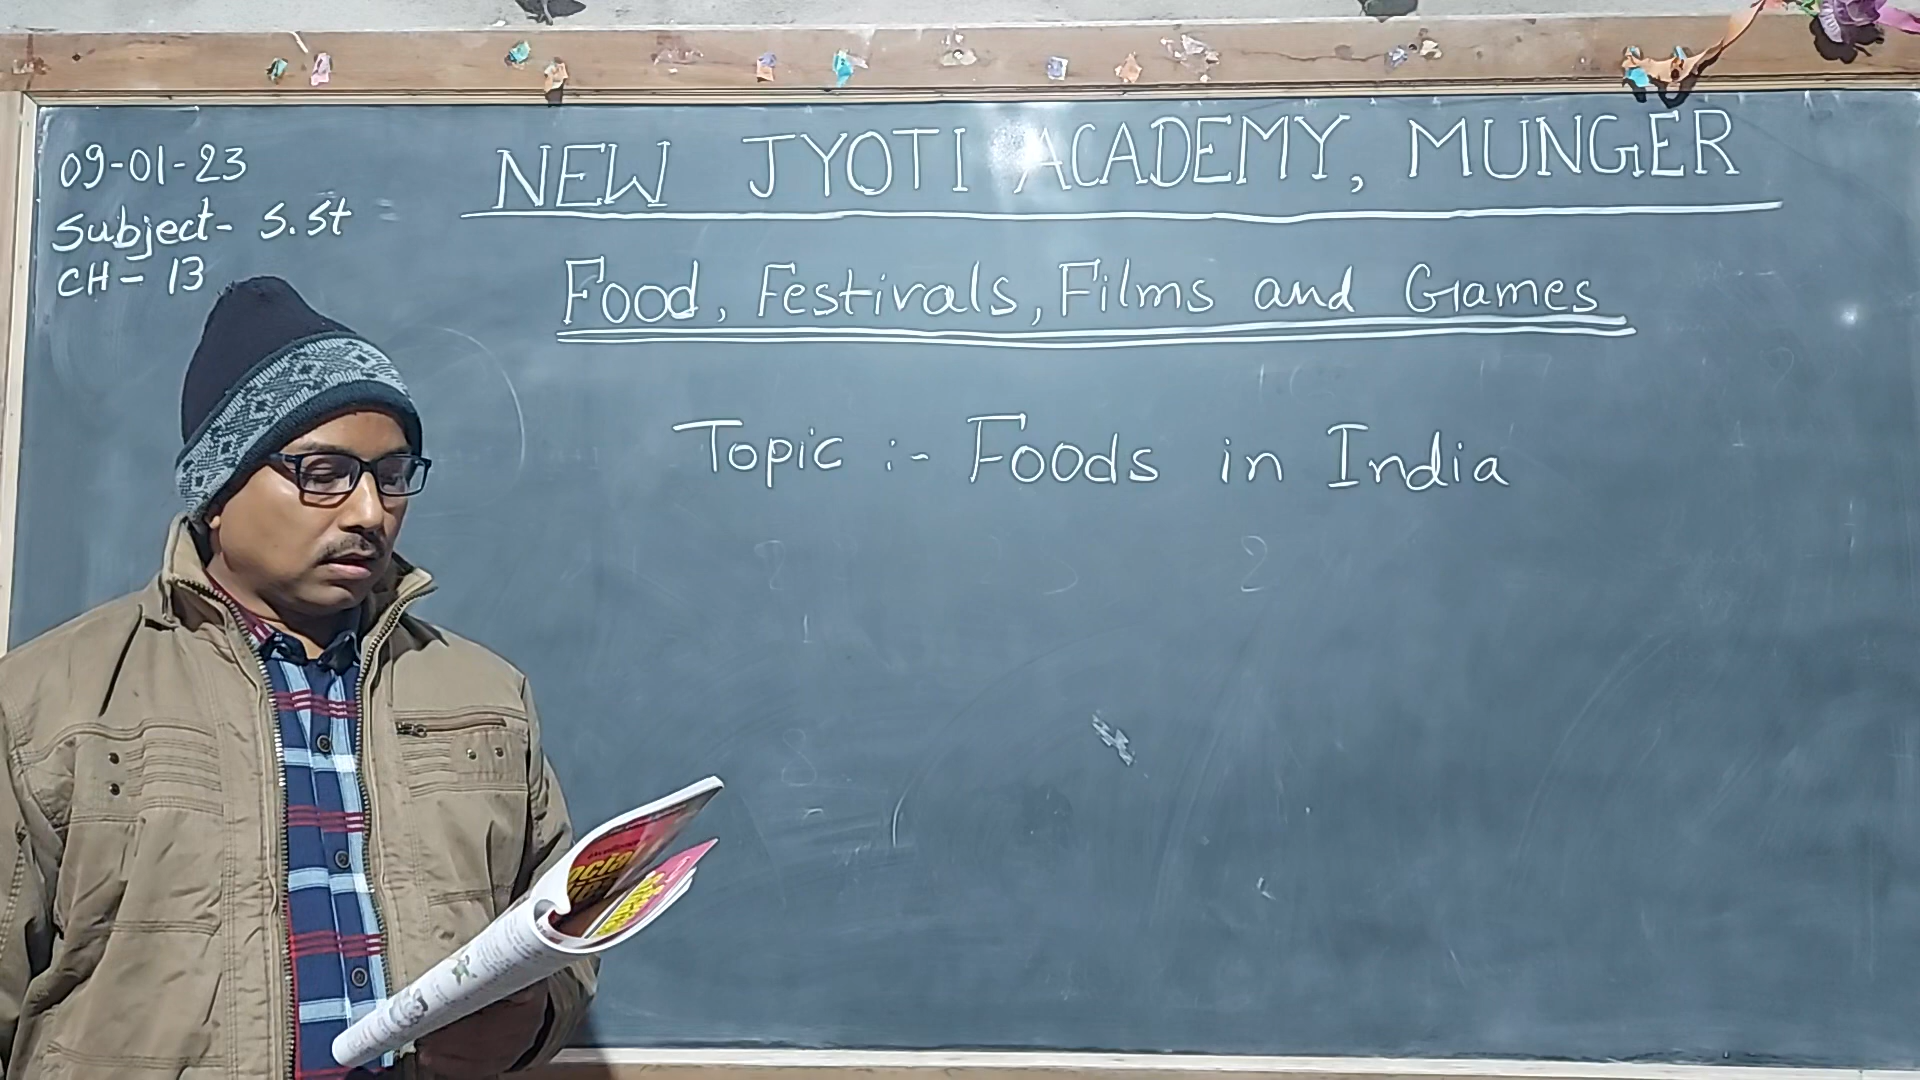 09-01-23
Subject- S.St
CH- 13
NEW JYOTI ACADEMY, MUNGER
Food, Festivals, Films and Games
Topic :- Foods in India